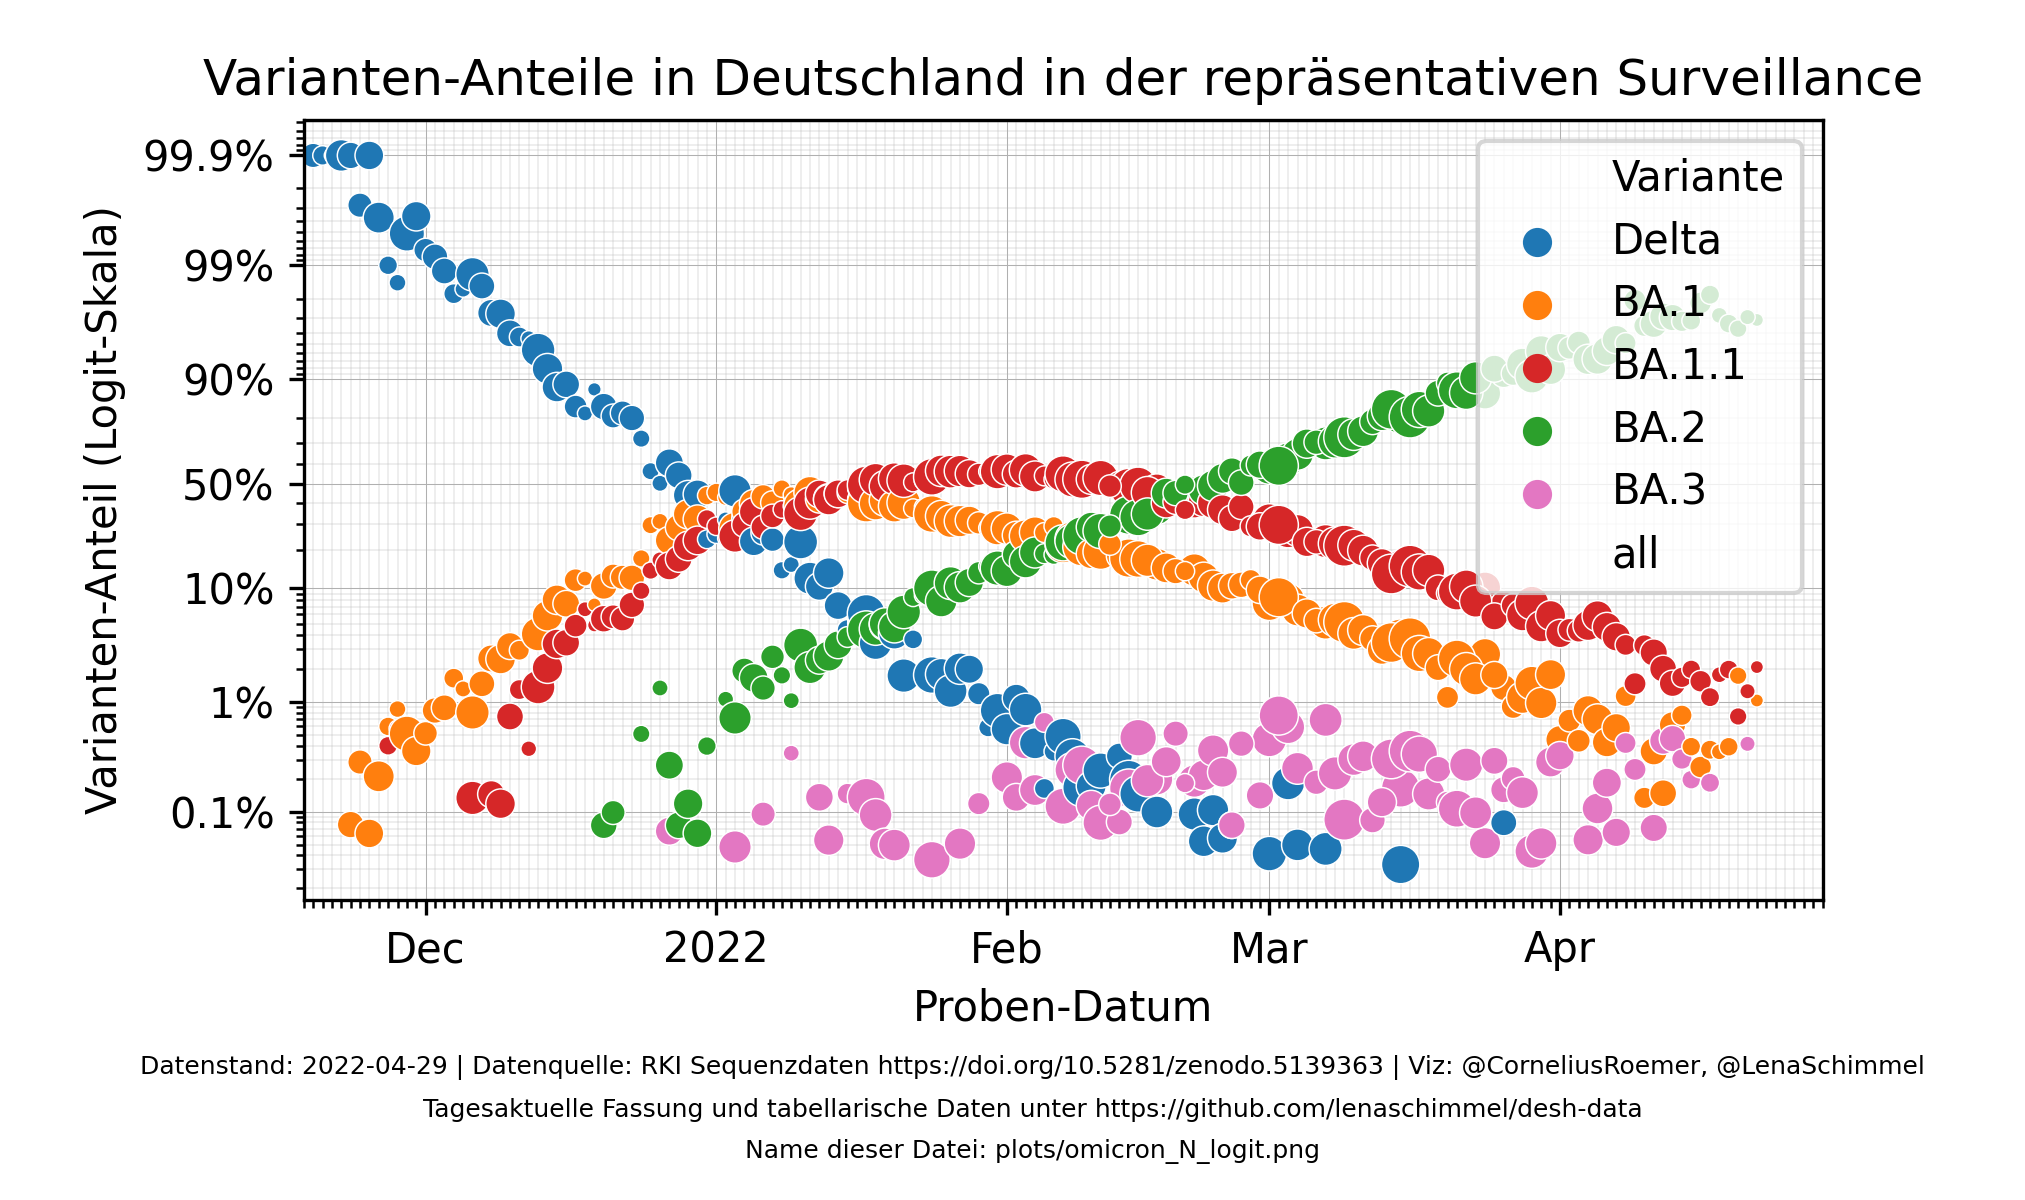 Varianten-Anteile in Deutschland in der repräsentativen Surveillance
Varianten-Anteil (Logit-Skala)
99.9%
99%
90%
50%
10%
1%
0.1%
Variante
Delta
BA.1
BA.1.1
BA.2
BA.3
all
Dec
2022
Feb
Mar
Apr
Proben-Datum
Datenstand: 2022-04-29 | Datenquelle: RKI Sequenzdaten https://doi.org/10.5281/zenodo.5139363 | Viz: @CorneliusRoemer, @LenaSchimmel
Tagesaktuelle Fassung und tabellarische Daten unter https://github.com/lenaschimmel/desh-data
Name dieser Datei: plots/omicron_N_logit.png